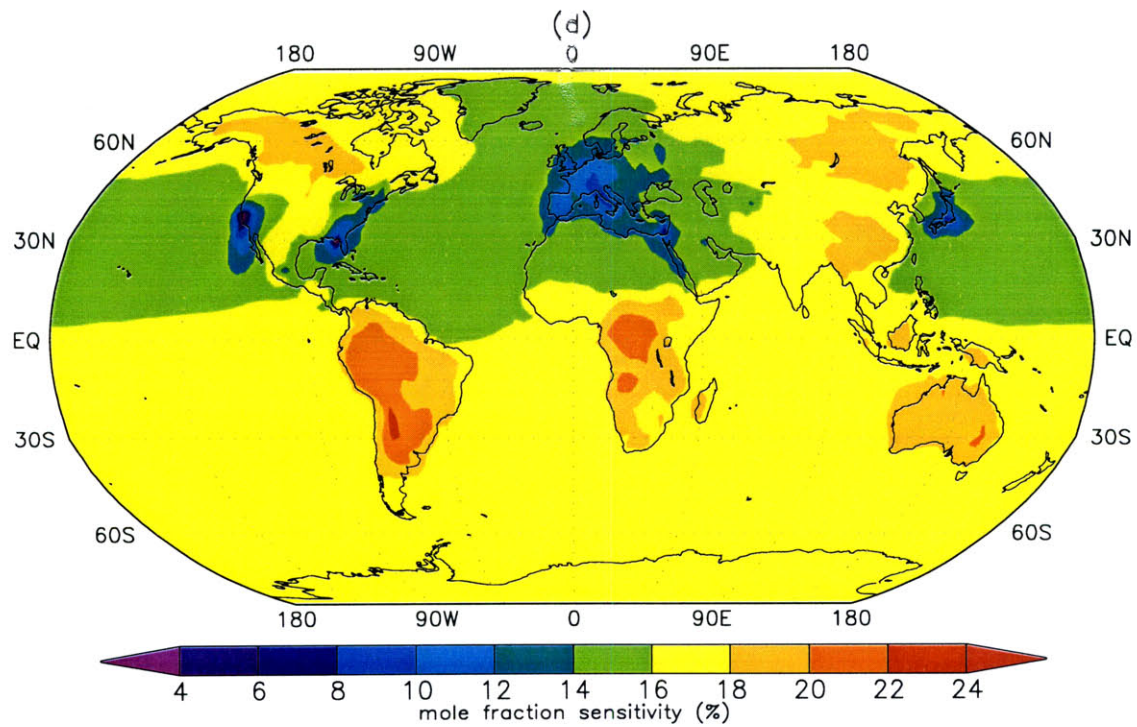 (d)
180 90W 0 90E 180
60N 60N
30N 30N
EQ EQ
30S 30S
60S 60S
180 90W 0 90E 180
4 6 8 10 12 14 16 18 20 22 24
mole fraction sensitivity (%)